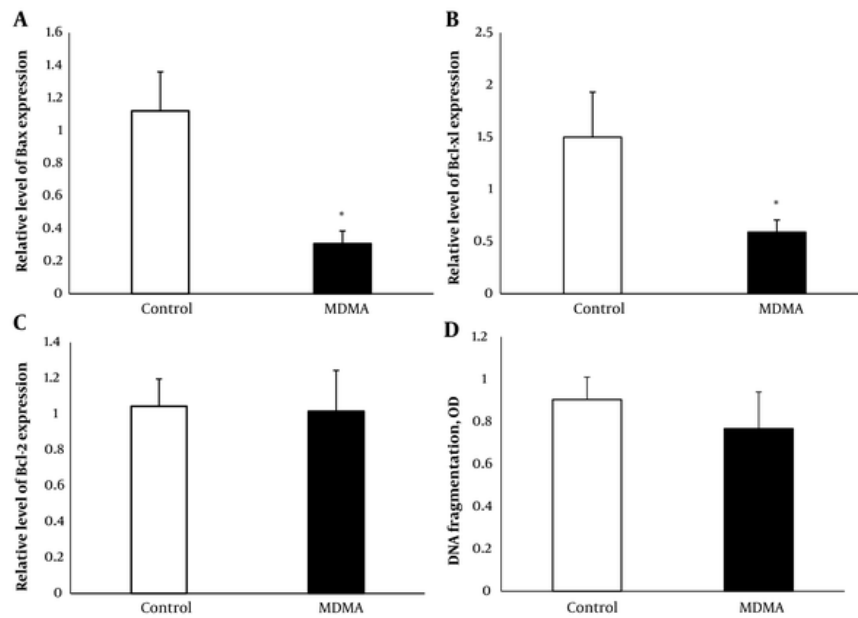 A
Relative level of Bax expression
1.6
1.4
1.2
1
0.8
0.6
0.4
0.2
0
*
Control
MDMA
B
Relative level of Bcl-xl expression
2.5
2
1.5
1
0.5
0
*
Control
MDMA
C
Relative level of Bcl-2 expression
1.4
1.2
1
0.8
0.6
0.4
0.2
0
Control
MDMA
D
DNA fragmentation, OD
1.2
1
0.8
0.6
0.4
0.2
0
Control
MDMA